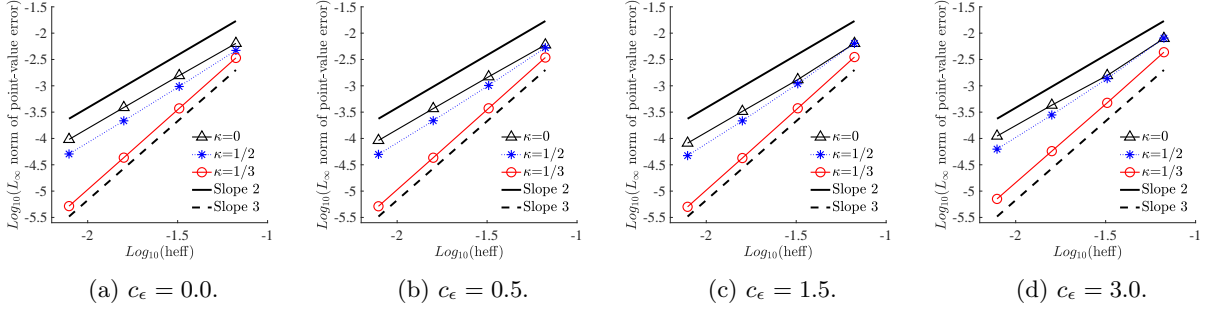 -1.5
-2
-2.5
-3
-3.5
-4
-4.5
-5
-5.5
Log10(L∞ norm of point-value error)
κ=0
κ=1/2
κ=1/3
Slope 2
Slope 3
-2 -1.5 -1
Log10(heff)
(a) cϵ = 0.0.
-1.5
-2
-2.5
-3
-3.5
-4
-4.5
-5
-5.5
Log10(L∞ norm of point-value error)
κ=0
κ=1/2
κ=1/3
Slope 2
Slope 3
-2 -1.5 -1
Log10(heff)
(b) cϵ = 0.5.
-1.5
-2
-2.5
-3
-3.5
-4
-4.5
-5
-5.5
Log10(L∞ norm of point-value error)
κ=0
κ=1/2
κ=1/3
Slope 2
Slope 3
-2 -1.5 -1
Log10(heff)
(c) cϵ = 1.5.
-1.5
-2
-2.5
-3
-3.5
-4
-4.5
-5
-5.5
Log10(L∞ norm of point-value error)
κ=0
κ=1/2
κ=1/3
Slope 2
Slope 3
-2 -1.5 -1
Log10(heff)
(d) cϵ = 3.0.